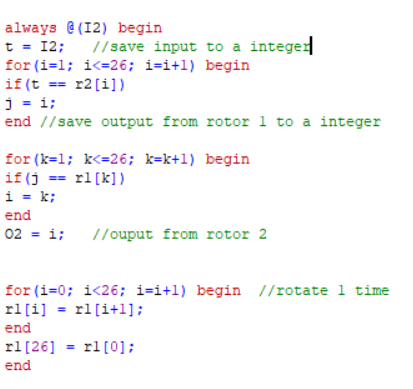 always @(I2) begin
t = I2;   //save input to a integer
for(i=1; i<=26; i=i+1) begin
if(t == r2[i])
j = i;
end //save output from rotor 1 to a integer
for(k=1; k<=26; k=k+1) begin
if(j == r1[k])
i = k;
end
O2 = i;   //ouput from rotor 2
for(i=0; i<26; i=i+1) begin  //rotate 1 time
r1[i] = r1[i+1];
end
r1[26] = r1[0];
end